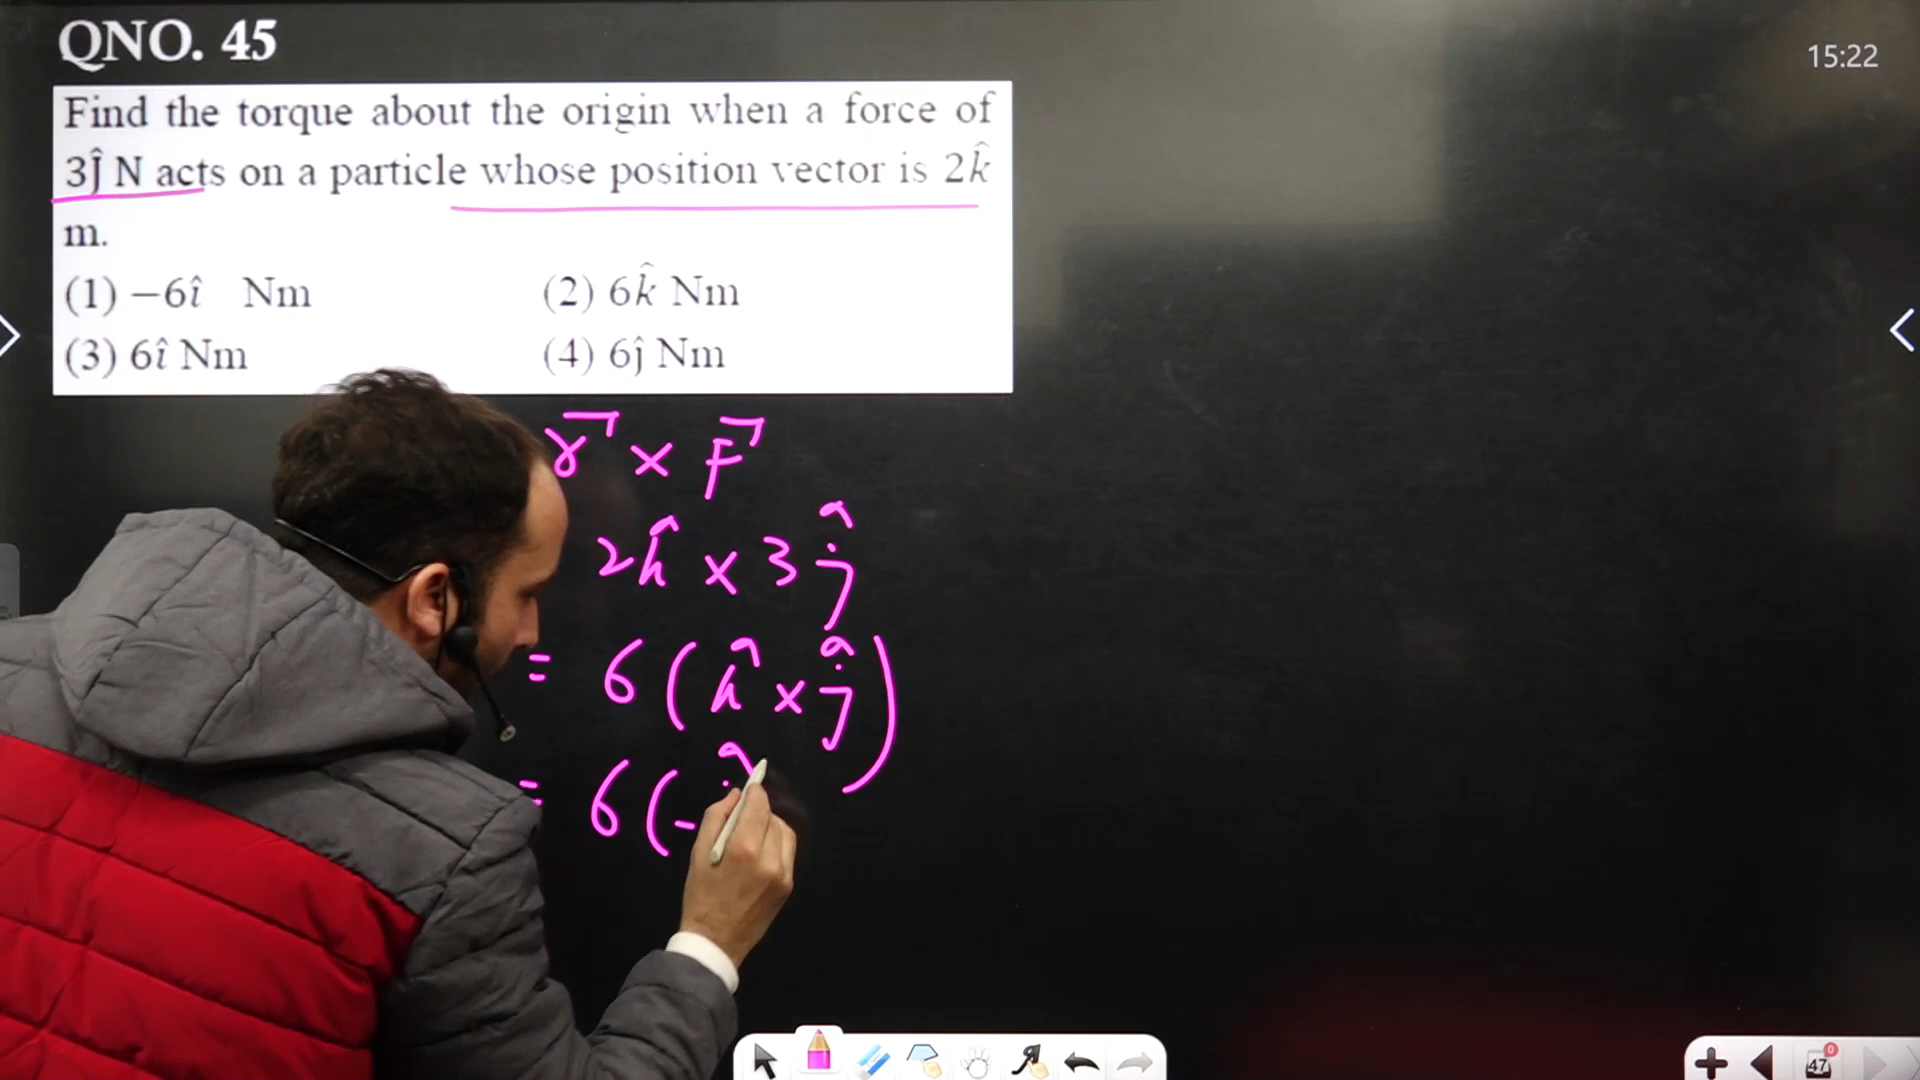 QNO. 45
15:22
Find the torque about the origin when a force of
3ĵ N acts on a particle whose position vector is 2k̂
m.
(1) −6î Nm (2) 6k̂ Nm
(3) 6î Nm (4) 6ĵ Nm
r⃗ × F⃗
2k̂ × 3ĵ
= 6 (k̂ × ĵ)
= 6 (-
47
0